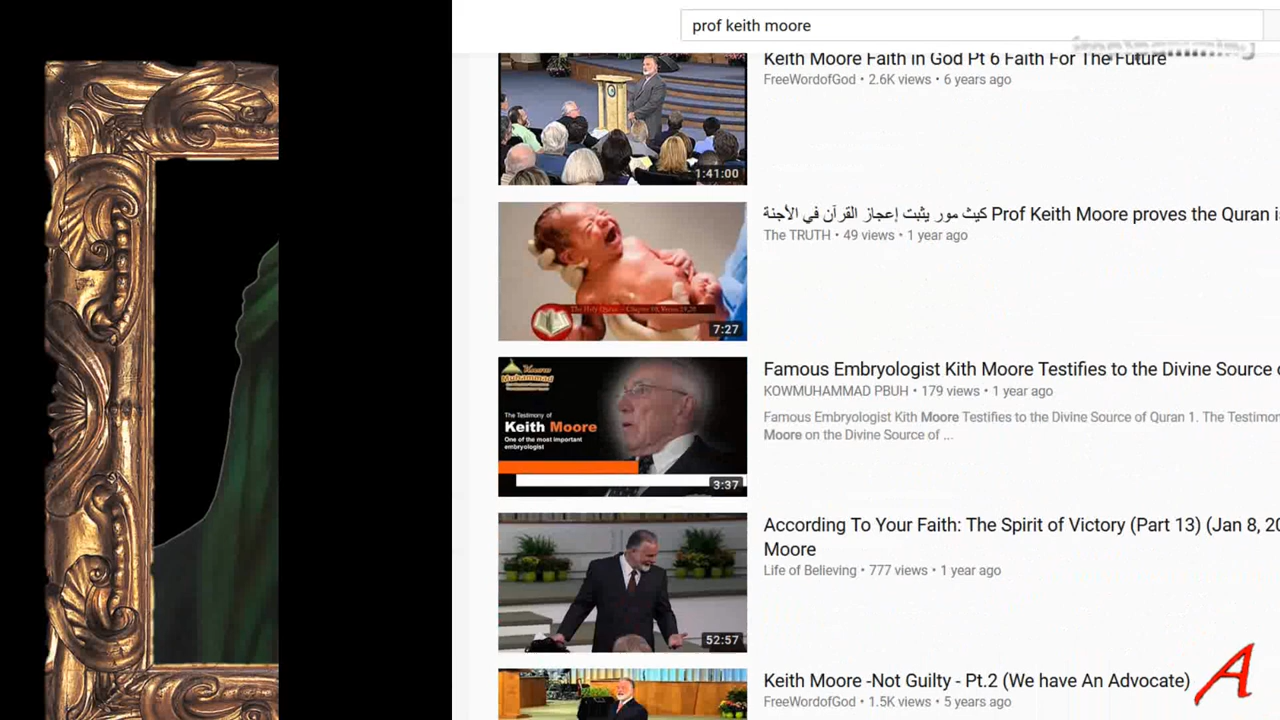 prof keith moore
Keith Moore Faith in God Pt 6 Faith For The Future
FreeWordofGod • 2.6K views • 6 years ago
1:41:00
كيث مور يثبت إعجاز القرآن في الأجنة Prof Keith Moore proves the Quran i
The TRUTH • 49 views • 1 year ago
The Holy Quran -- Chapter
7:27
Famous Embryologist Kith Moore Testifies to the Divine Source
KOWMUHAMMAD PBUH • 179 views • 1 year ago
Famous Embryologist Kith Moore Testifies to the Divine Source of Quran 1. The Testimon
Moore on the Divine Source of ...
Muhammad
The Testimony of
Keith Moore
One of the most important
embryologist
3:37
According To Your Faith: The Spirit of Victory (Part 13) (Jan 8, 20
Moore
Life of Believing • 777 views • 1 year ago
52:57
Keith Moore -Not Guilty - Pt.2 (We have An Advocate)
FreeWordofGod • 1.5K views • 5 years ago
A